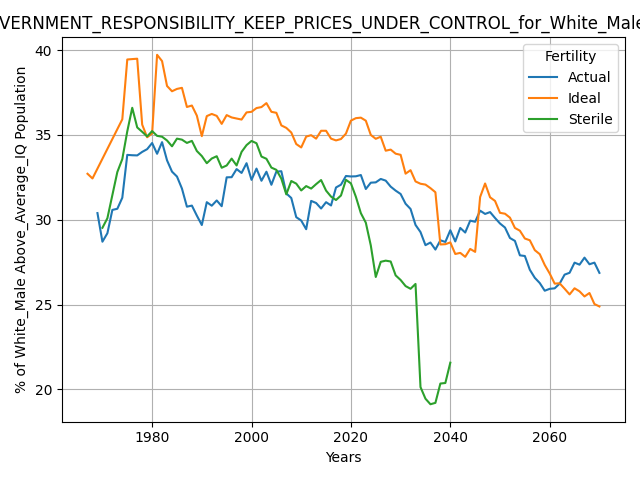 VERNMENT_RESPONSIBILITY_KEEP_PRICES_UNDER_CONTROL_for_White_Male
% of White_Male Above_Average_IQ Population
40
35
30
25
20
1980 2000 2020 2040 2060
Years
Fertility
Actual
Ideal
Sterile